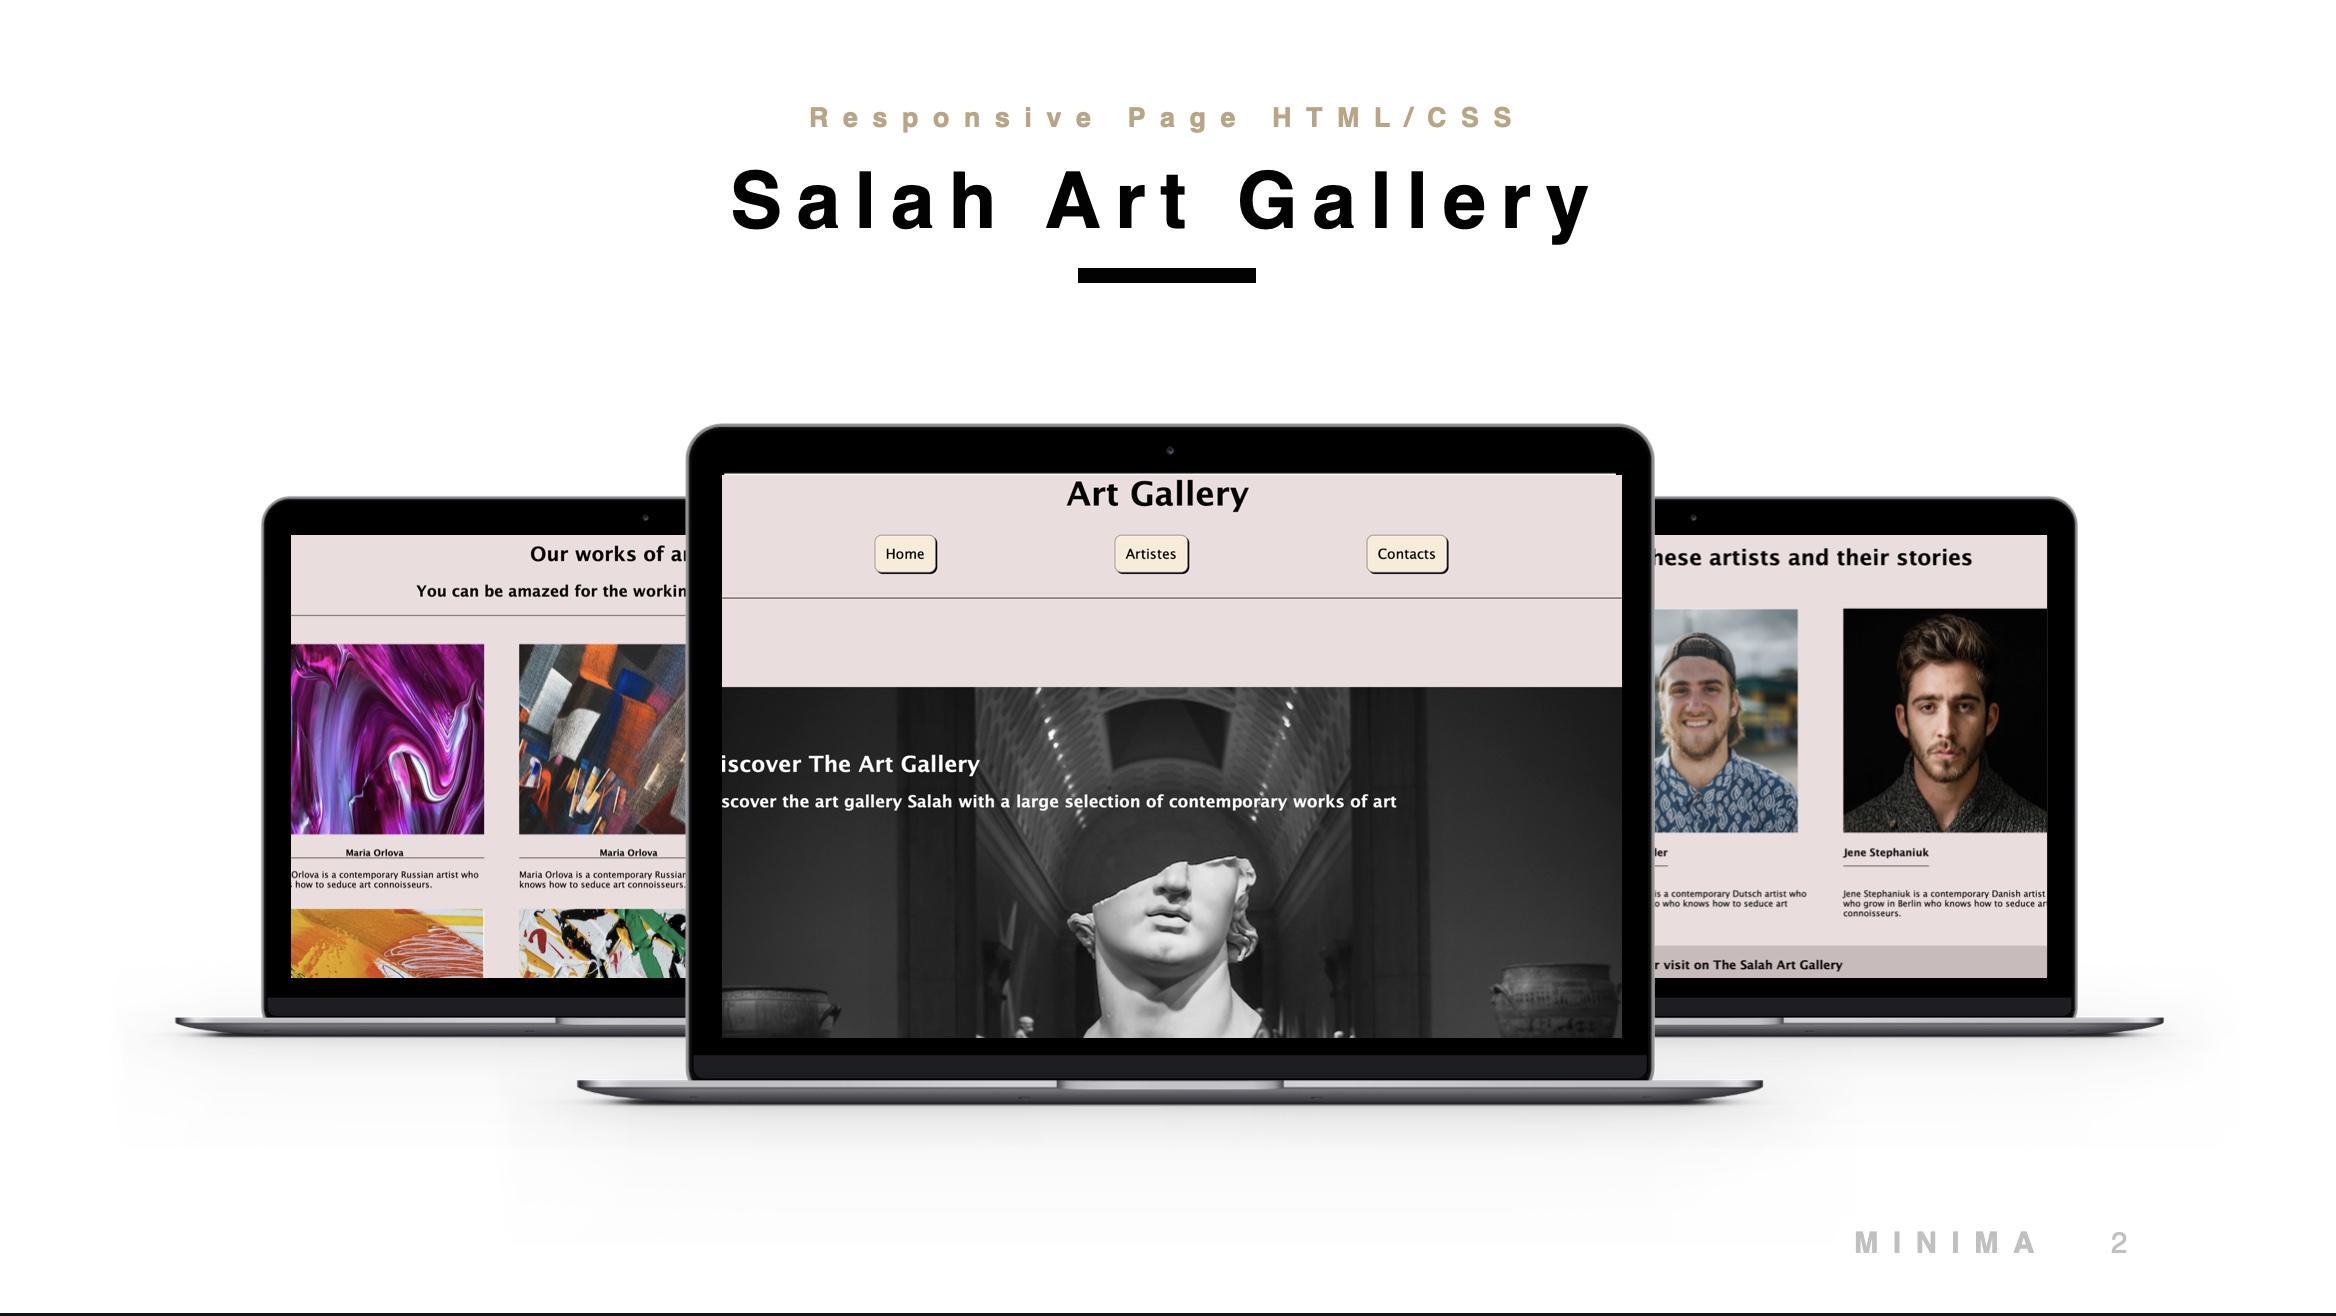 Responsive Page HTML/CSS
Salah Art Gallery
Our works of
You can be amazed for the
Maria Orlova
Maria Orlova
Orlova is a contemporary Russian artist who
how to seduce art connoisseurs.
Maria Orlova is a contemporary Russian
knows how to seduce art connoisseurs.
Art Gallery
Home
Artistes
Contacts
iscover The Art Gallery
scover the art gallery Salah with a large selection of contemporary works of art
hese artists and their stories
ler
Jene Stephaniuk
is a contemporary Dutsch artist who
o who knows how to seduce art
Jene Stephaniuk is a contemporary Danish artist
who grow in Berlin who knows how to seduce ar
connoisseurs.
r visit on The Salah Art Gallery
MINIMA 2